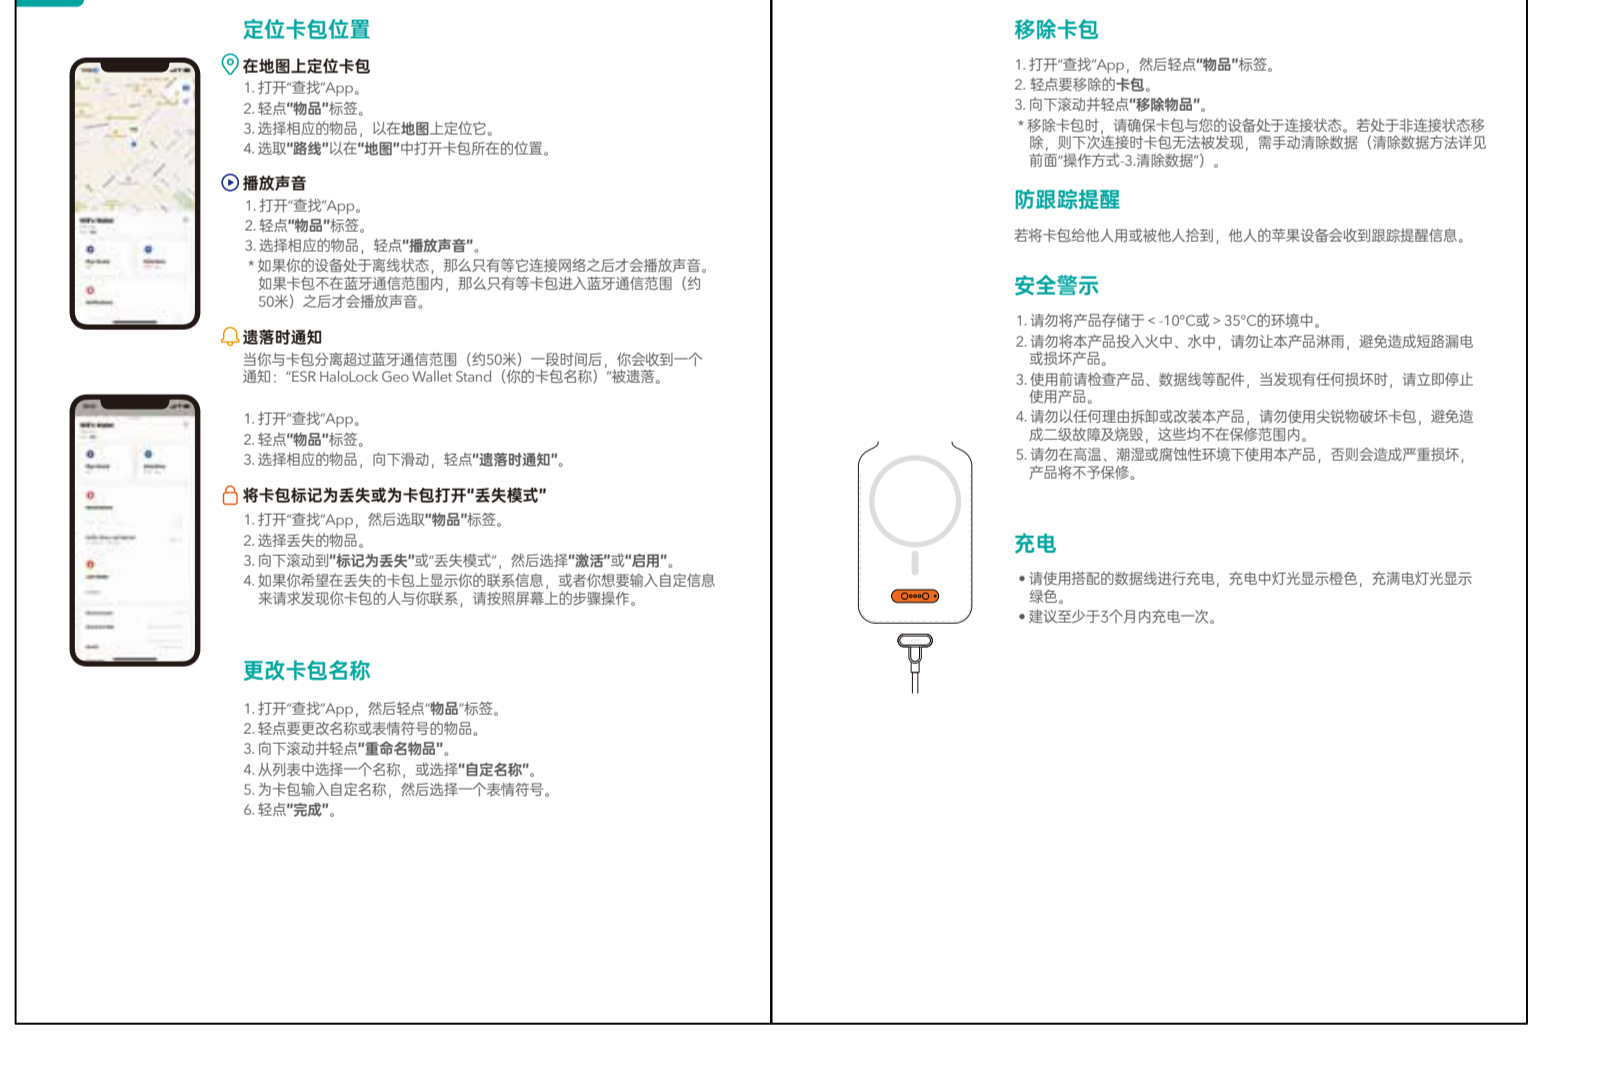 定位卡包位置
在地图上定位卡包
1. 打开“查找”App。
2. 轻点“物品”标签。
3. 选择相应的物品，以在地图上定位它。
4. 选取“路线”以在“地图”中打开卡包所在的位置。
播放声音
1. 打开“查找”App。
2. 轻点“物品”标签。
3. 选择相应的物品，轻点“播放声音”。
* 如果你的设备处于离线状态，那么只有等它连接网络之后才会播放声音。
如果卡包不在蓝牙通信范围内，那么只有等卡包进入蓝牙通信范围（约
50米）之后才会播放声音。
遗落时通知
当你与卡包分离超过蓝牙通信范围（约50米）一段时间后，你会收到一个
通知：“ESR HaloLock Geo Wallet Stand（你的卡包名称）“被遗落。
1. 打开“查找”App。
2. 轻点“物品”标签。
3. 选择相应的物品，向下滑动，轻点“遗落时通知”。
将卡包标记为丢失或为卡包打开“丢失模式”
1. 打开“查找”App，然后选取“物品”标签。
2. 选择丢失的物品。
3. 向下滚动到“标记为丢失”或“丢失模式”，然后选择“激活”或“启用”。
4. 如果你希望在丢失的卡包上显示你的联系信息，或者你想要输入自定信息
来请求发现你卡包的人与你联系，请按照屏幕上的步骤操作。
更改卡包名称
1. 打开“查找”App，然后轻点“物品”标签。
2. 轻点要更改名称或表情符号的物品。
3. 向下滚动并轻点“重命名物品”。
4. 从列表中选择一个名称，或选择“自定名称”。
5. 为卡包输入自定名称，然后选择一个表情符号。
6. 轻点“完成”。
移除卡包
1. 打开“查找”App，然后轻点“物品”标签。
2. 轻点要移除的卡包。
3. 向下滚动并轻点“移除物品”。
* 移除卡包时，请确保卡包与您的设备处于连接状态。若处于非连接状态移
除，则下次连接时卡包无法被发现，需手动清除数据（清除数据方法详见
前面“操作方式-3.清除数据”）。
防跟踪提醒
若将卡包给他人用或被他人拾到，他人的苹果设备会收到跟踪提醒信息。
安全警示
1. 请勿将产品存储于 < -10°C或 > 35°C的环境中。
2. 请勿将本产品投入火中、水中，请勿让本产品淋雨，避免造成短路漏电
或损坏产品。
3. 使用前请检查产品、数据线等配件，当发现有任何损坏时，请立即停止
使用产品。
4. 请勿以任何理由拆卸或改装本产品，请勿使用尖锐物破坏卡包，避免造
成二级故障及烧毁，这些均不在保修范围内。
5. 请勿在高温、潮湿或腐蚀性环境下使用本产品，否则会造成严重损坏，
产品将不予保修。
充电
• 请使用搭配的数据线进行充电，充电中灯光显示橙色，充满电灯光显示
绿色。
• 建议至少于3个月内充电一次。